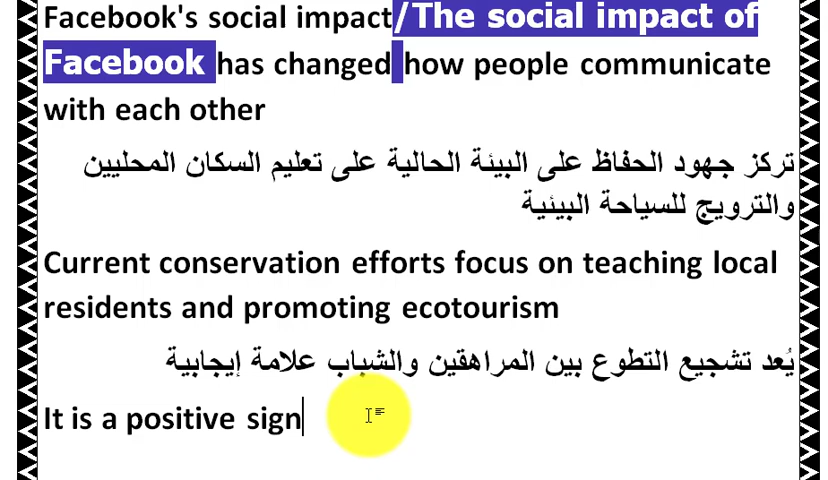 Facebook's social impact/The social impact of
Facebook has changed how people communicate
with each other
تركز جهود الحفاظ على البيئة الحالية على تعليم السكان المحليين
والترويج للسياحة البيئية
Current conservation efforts focus on teaching local
residents and promoting ecotourism
يُعد تشجيع التطوع بين المراهقين والشباب علامة إيجابية
It is a positive sign